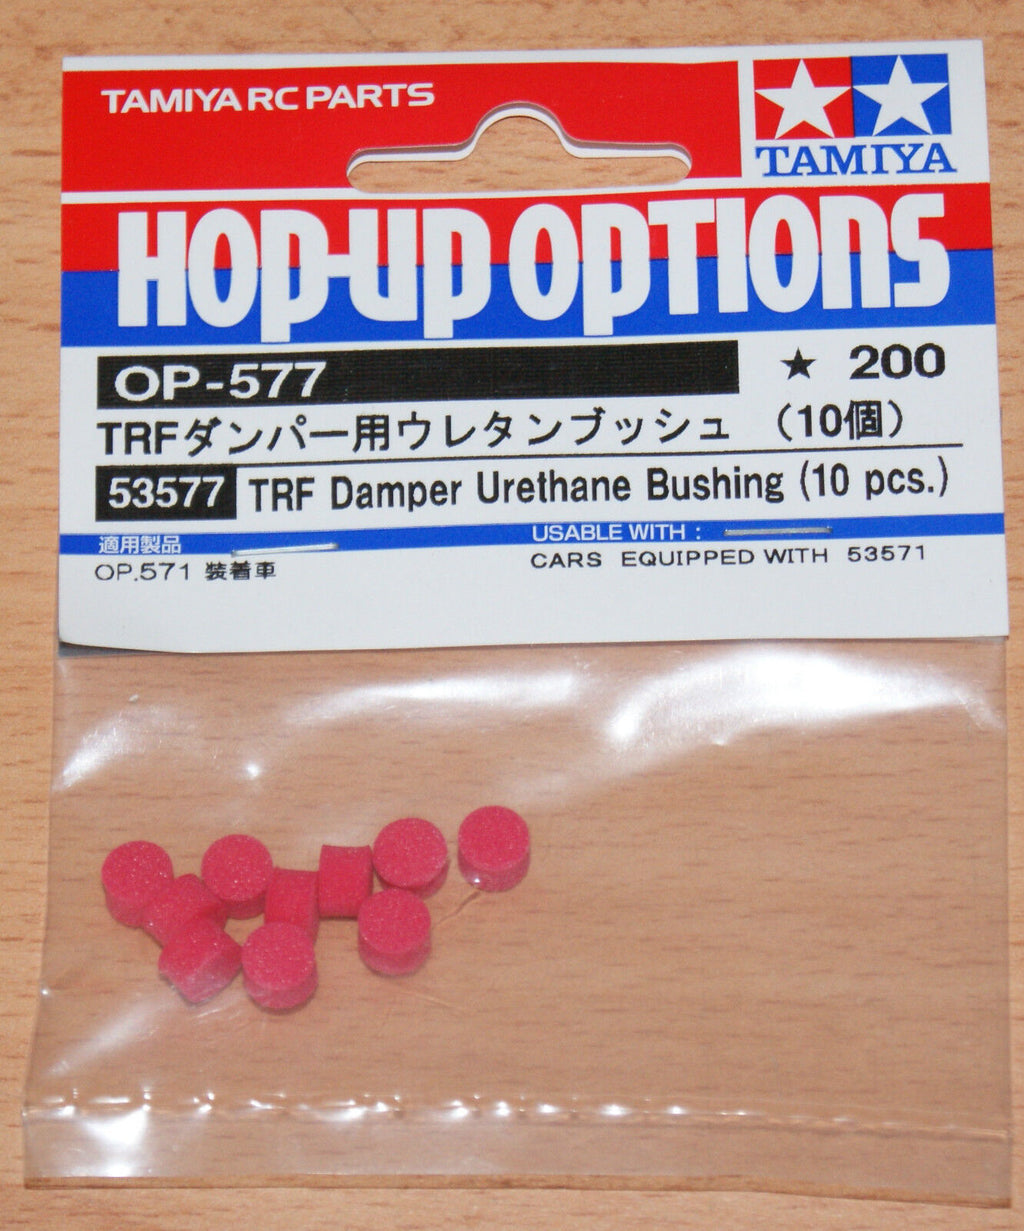 TAMIYA RC PARTS
TAMIYA
HOP-UP OPTIONS
OP-577 ★ 200
TRFダンパー用ウレタンブッシュ (10個)
53577 TRF Damper Urethane Bushing (10 pcs.)
適用製品
OP.571 装着車
USABLE WITH :
CARS EQUIPPED WITH 53571